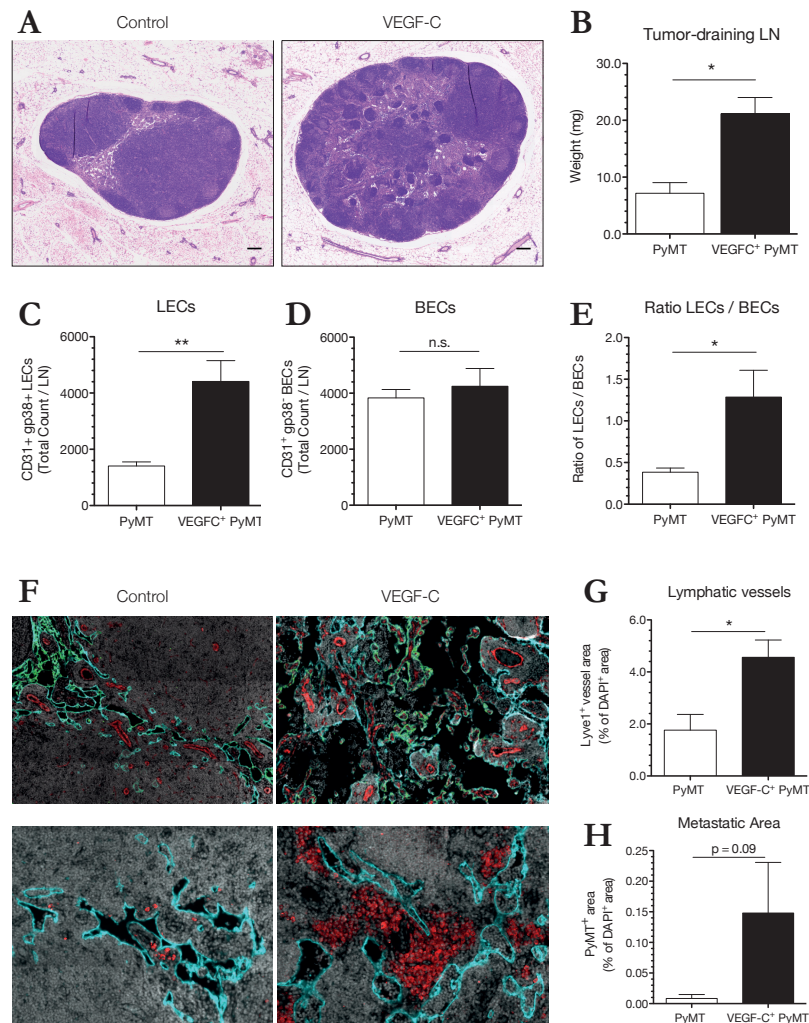 A
Control
VEGF-C
B
Tumor-draining LN
Weight (mg)
30.0
20.0
10.0
0.0
*
PyMT
VEGFC⁺ PyMT
C
LECs
CD31+ gp38+ LECs
(Total Count / LN)
6000
4000
2000
0
**
PyMT
VEGFC⁺ PyMT
D
BECs
CD31⁺ gp38⁻ BECs
(Total Count / LN)
6000
4000
2000
0
n.s.
PyMT
VEGFC⁺ PyMT
E
Ratio LECs / BECs
Ratio of LECs / BECs
2.0
1.5
1.0
0.5
0.0
*
PyMT
VEGFC⁺ PyMT
F
Control
VEGF-C
G
Lymphatic vessels
Lyve1⁺ vessel area
(% of DAPI⁺ area)
6.0
4.0
2.0
0.0
*
PyMT
VEGF-C⁺ PyMT
H
Metastatic Area
PyMT⁺ area
(% of DAPI⁺ area)
0.25
0.20
0.15
0.10
0.05
0.00
p = 0.09
PyMT
VEGF-C⁺ PyMT